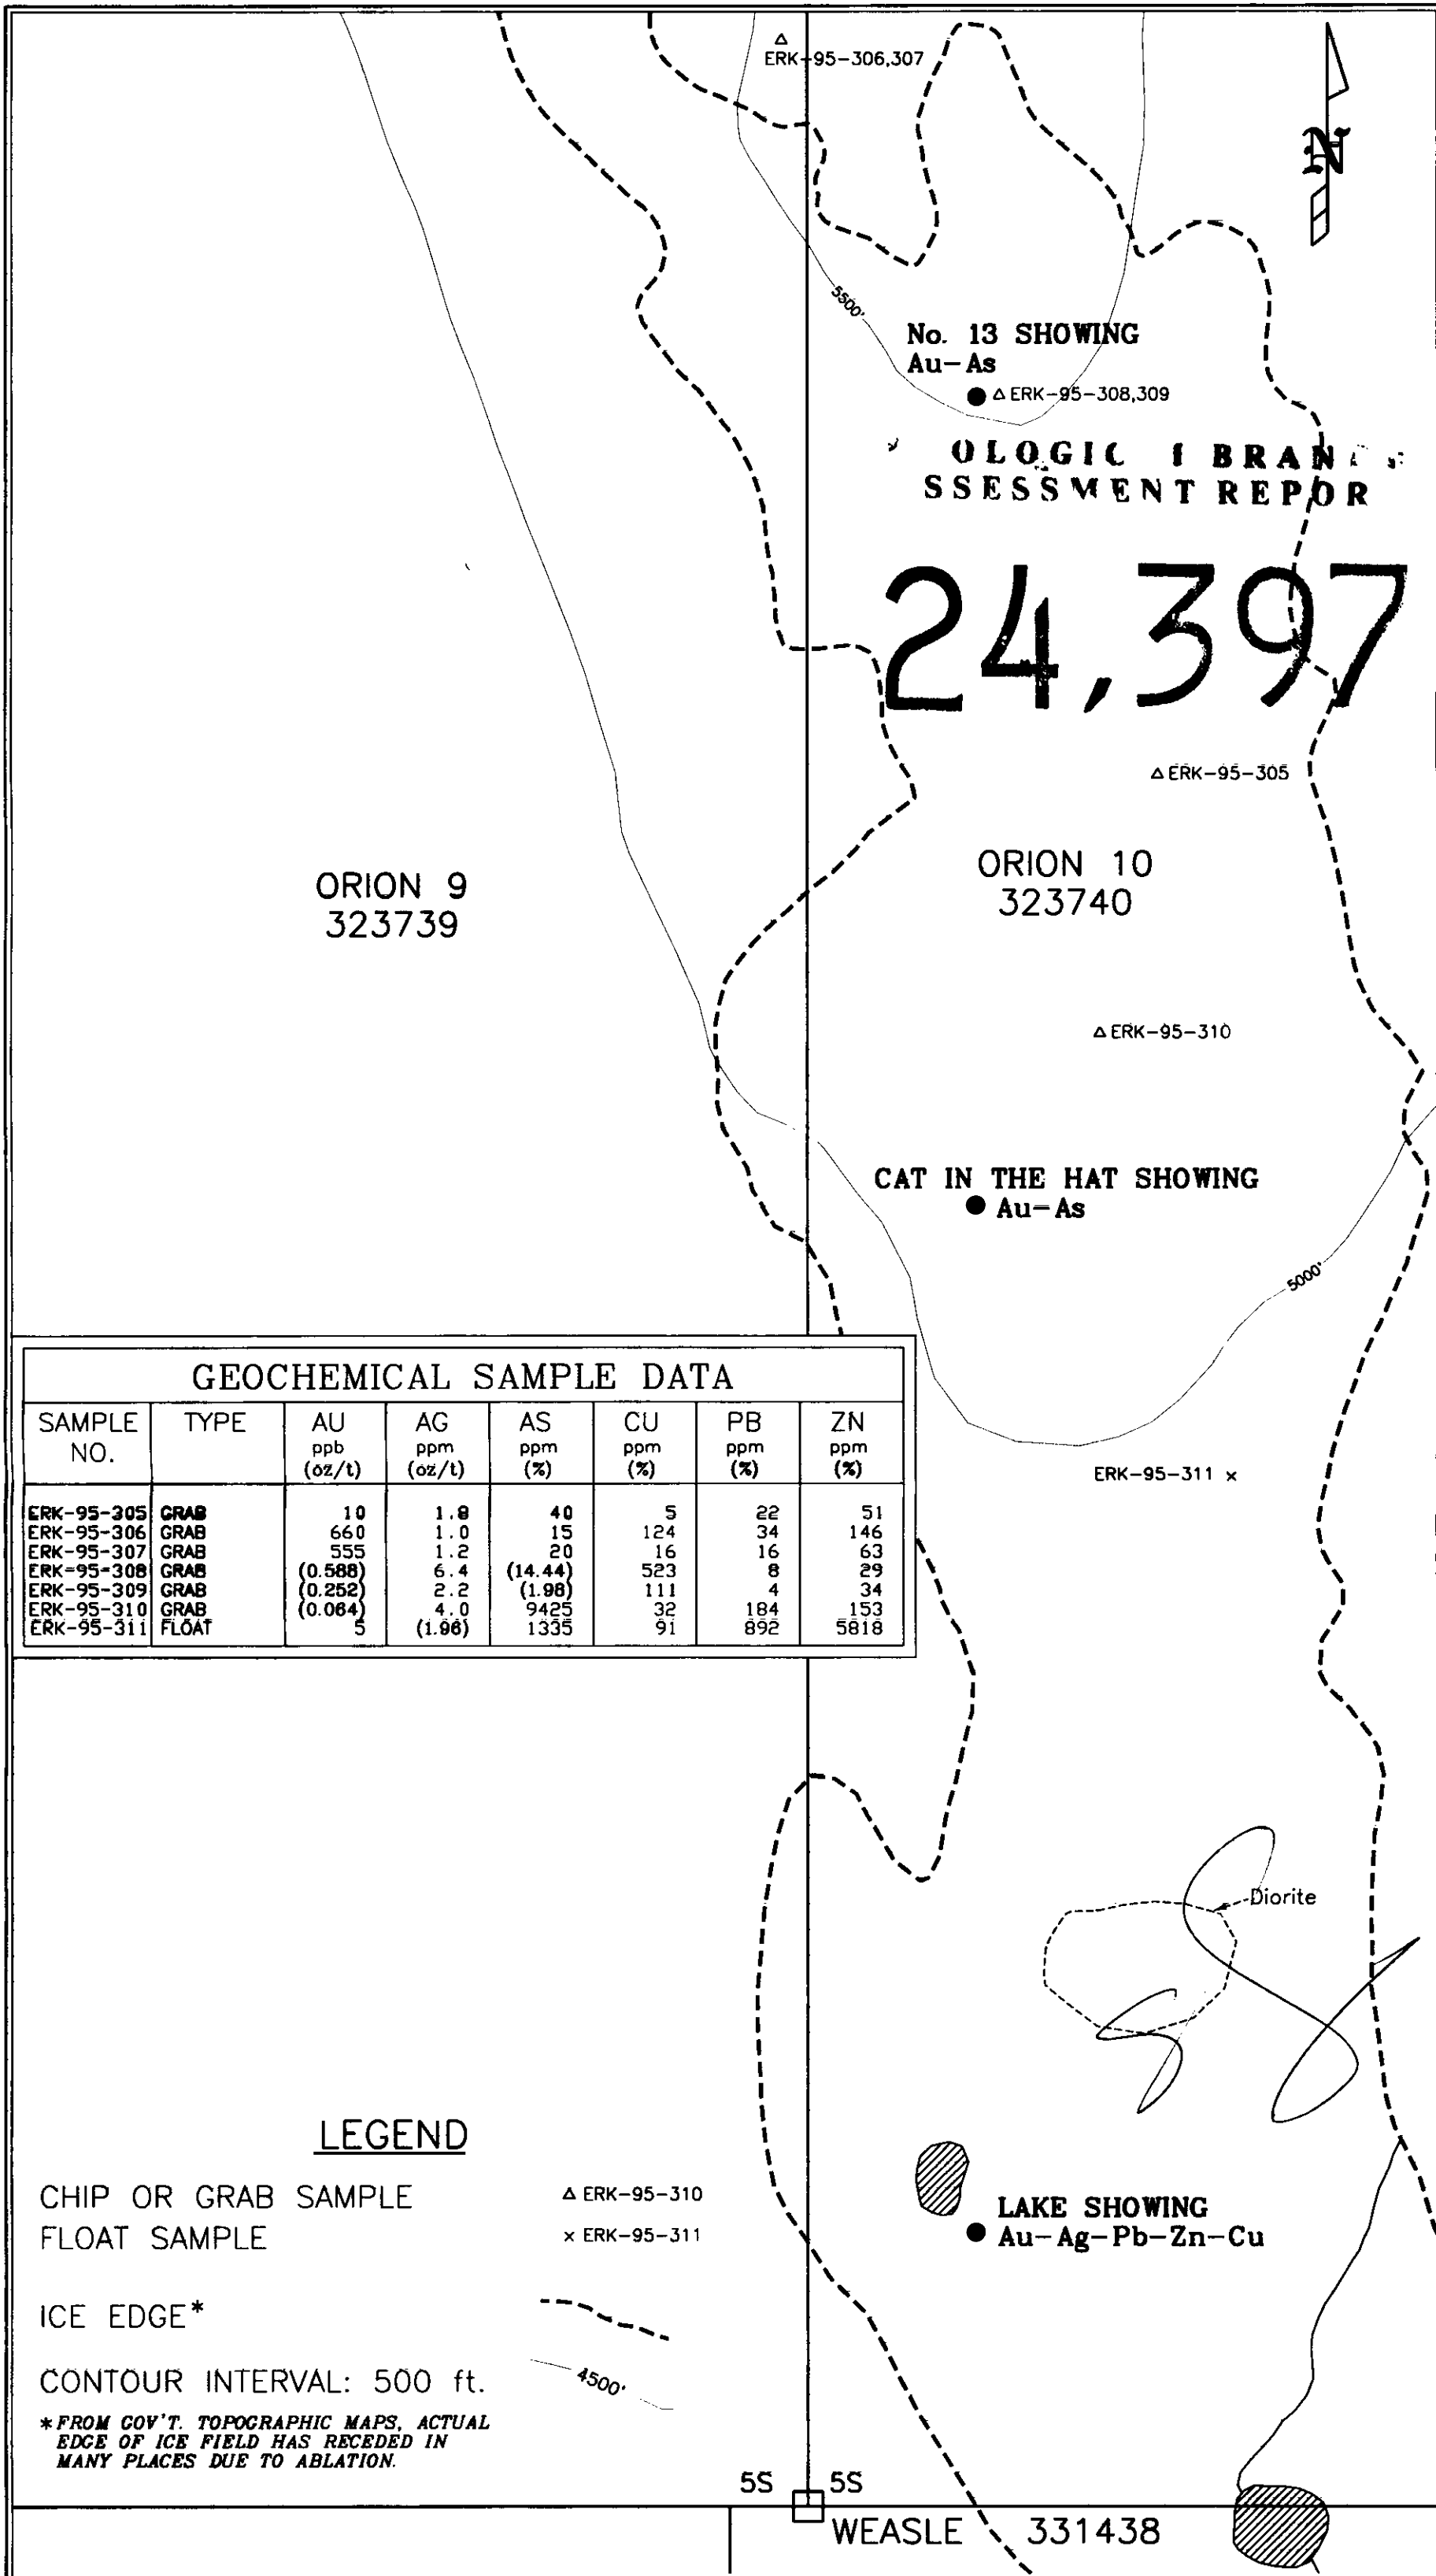 ERK-95-306,307
N
5500'
No. 13 SHOWING
Au-As
ERK-95-308,309
OLOGIC BRAN
SSESSMENT REPOR
24,397
ERK-95-305
ORION 9
323739
ORION 10
323740
ERK-95-310
CAT IN THE HAT SHOWING
Au-As
5000'
GEOCHEMICAL SAMPLE DATA
SAMPLE NO. TYPE AU ppb (oz/t) AG ppm (oz/t) AS ppm (%) CU ppm (%) PB ppm (%) ZN ppm (%)
ERK-95-305 GRAB 10 1.8 40 5 22 51
ERK-95-306 GRAB 660 1.0 15 124 34 146
ERK-95-307 GRAB 555 1.2 20 16 16 63
ERK-95-308 GRAB (0.588) 6.4 (14.44) 523 8 29
ERK-95-309 GRAB (0.252) 2.2 (1.98) 111 4 34
ERK-95-310 GRAB (0.064) 4.0 9425 32 184 153
ERK-95-311 FLOAT 5 (1.96) 1335 91 892 5818
ERK-95-311 ×
Diorite
LEGEND
CHIP OR GRAB SAMPLE △ ERK-95-310
FLOAT SAMPLE × ERK-95-311
LAKE SHOWING
Au-Ag-Pb-Zn-Cu
ICE EDGE*
CONTOUR INTERVAL: 500 ft. 4500'
*FROM GOV'T. TOPOGRAPHIC MAPS, ACTUAL
EDGE OF ICE FIELD HAS RECEDED IN
MANY PLACES DUE TO ABLATION.
5S 5S
WEASLE 331438